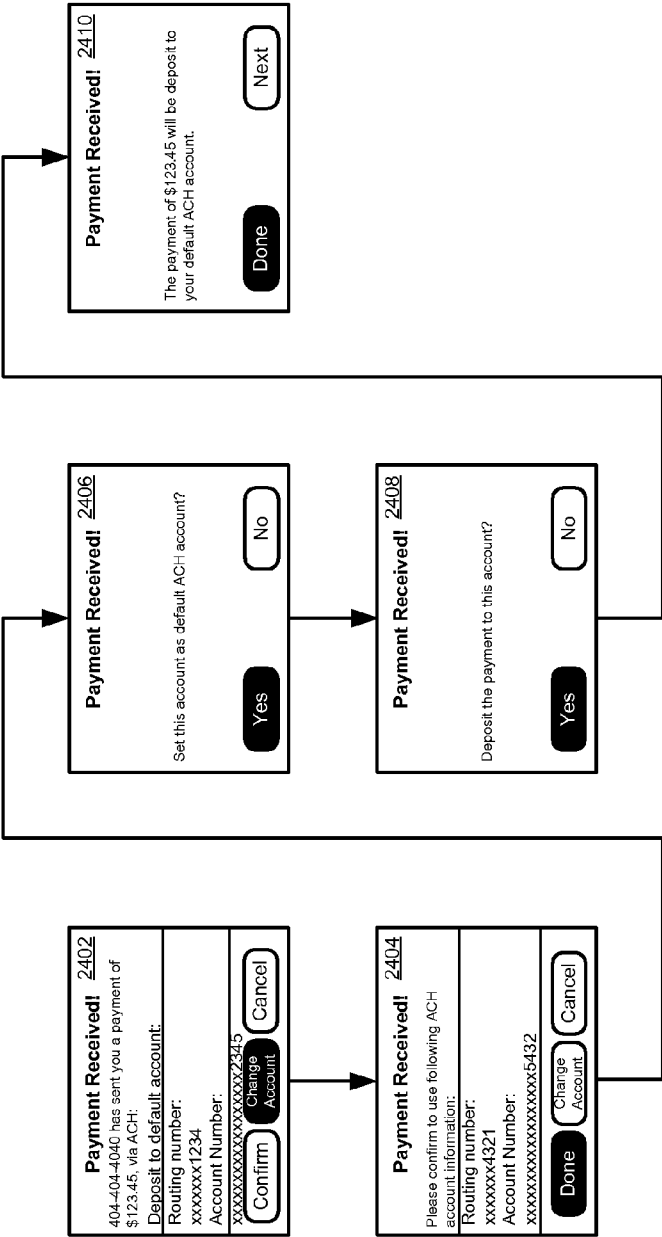 Payment Received! 2402
404-404-4040 has sent you a payment of
$123.45, via ACH:
Deposit to default account:
Routing number:
xxxxxxx1234
Account Number:
xxxxxxxxxxxxxxxxxxx2345
Confirm
Change
Account
Cancel
Payment Received! 2404
Please confirm to use following ACH
account information:
Routing number:
xxxxxxx4321
Account Number:
xxxxxxxxxxxxxxxxxxx5432
Done
Change
Account
Cancel
Payment Received! 2406
Set this account as default ACH account?
Yes
No
Payment Received! 2408
Deposit the payment to this account?
Yes
No
Payment Received! 2410
The payment of $123.45 will be deposit to
your default ACH account.
Done
Next